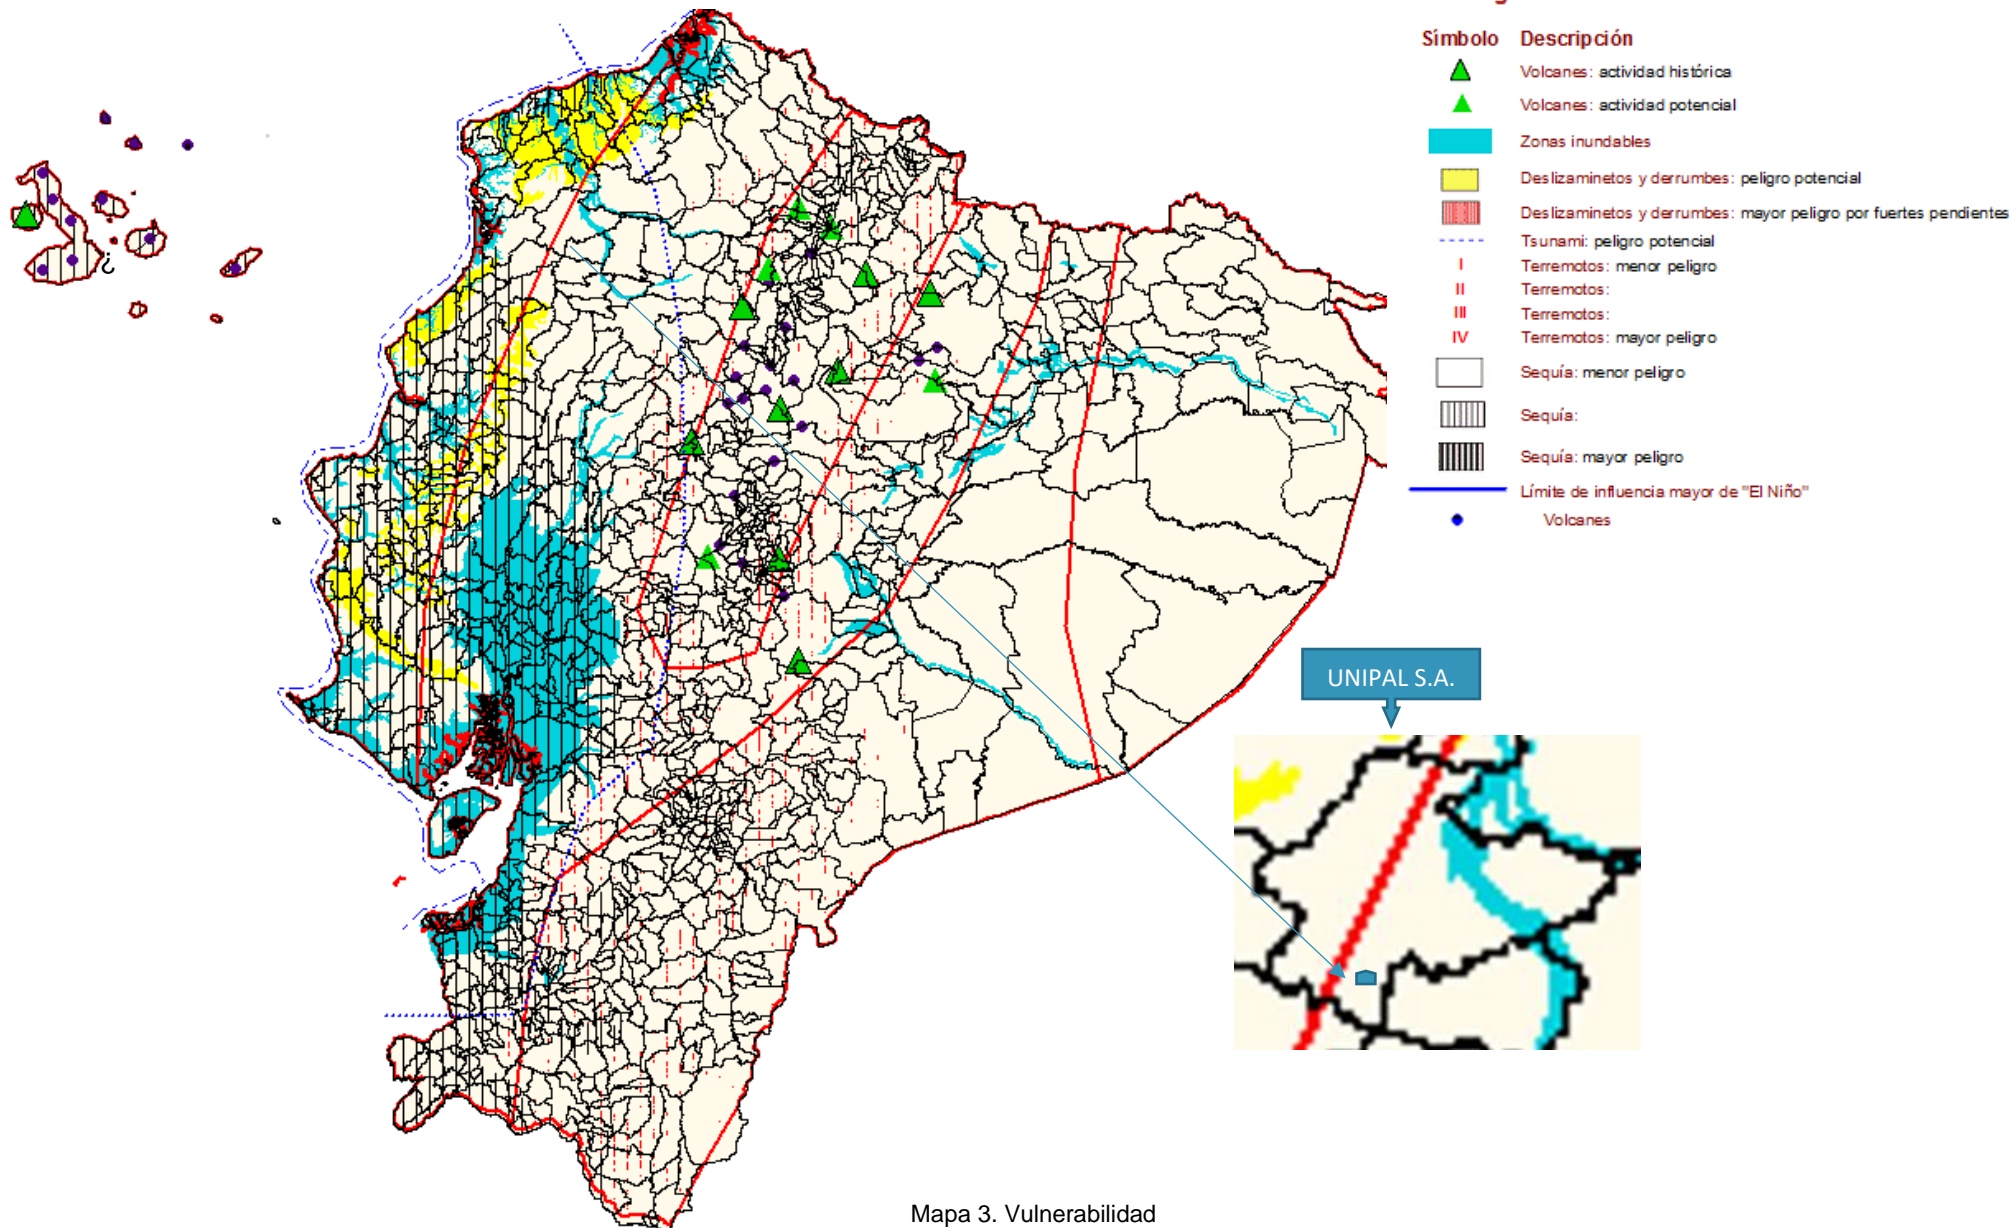 Símbolo Descripción
Volcanes: actividad histórica
Volcanes: actividad potencial
Zonas inundables
Deslizaminetos y derrumbes: peligro potencial
Deslizaminetos y derrumbes: mayor peligro por fuertes pendientes
Tsunami: peligro potencial
I Terremotos: menor peligro
II Terremotos:
III Terremotos:
IV Terremotos: mayor peligro
Sequía: menor peligro
Sequía:
Sequía: mayor peligro
Límite de influencia mayor de "El Niño"
Volcanes
¿
UNIPAL S.A.
Mapa 3. Vulnerabilidad